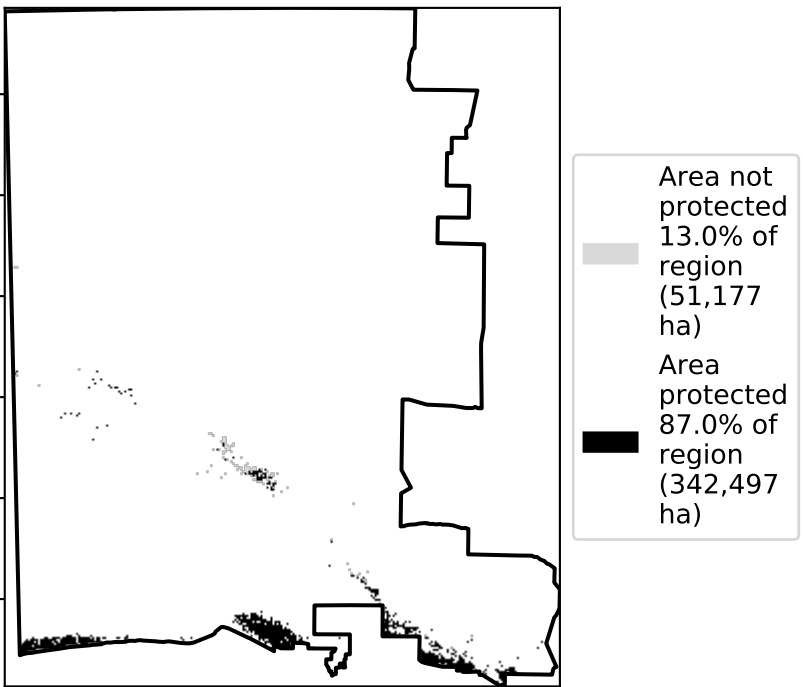 Area not
protected
13.0% of
region
(51,177
ha)
Area
protected
87.0% of
region
(342,497
ha)